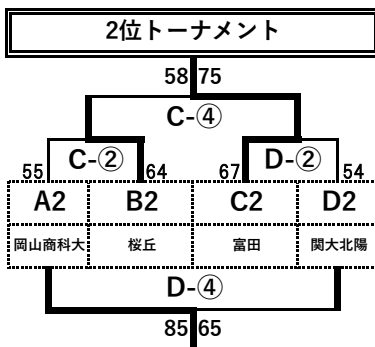 2位トーナメント
58 75
C-④
C-② D-②
55 64 67 54
A2 B2 C2 D2
岡山商科大 桜丘 富田 関大北陽
D-④
85 65